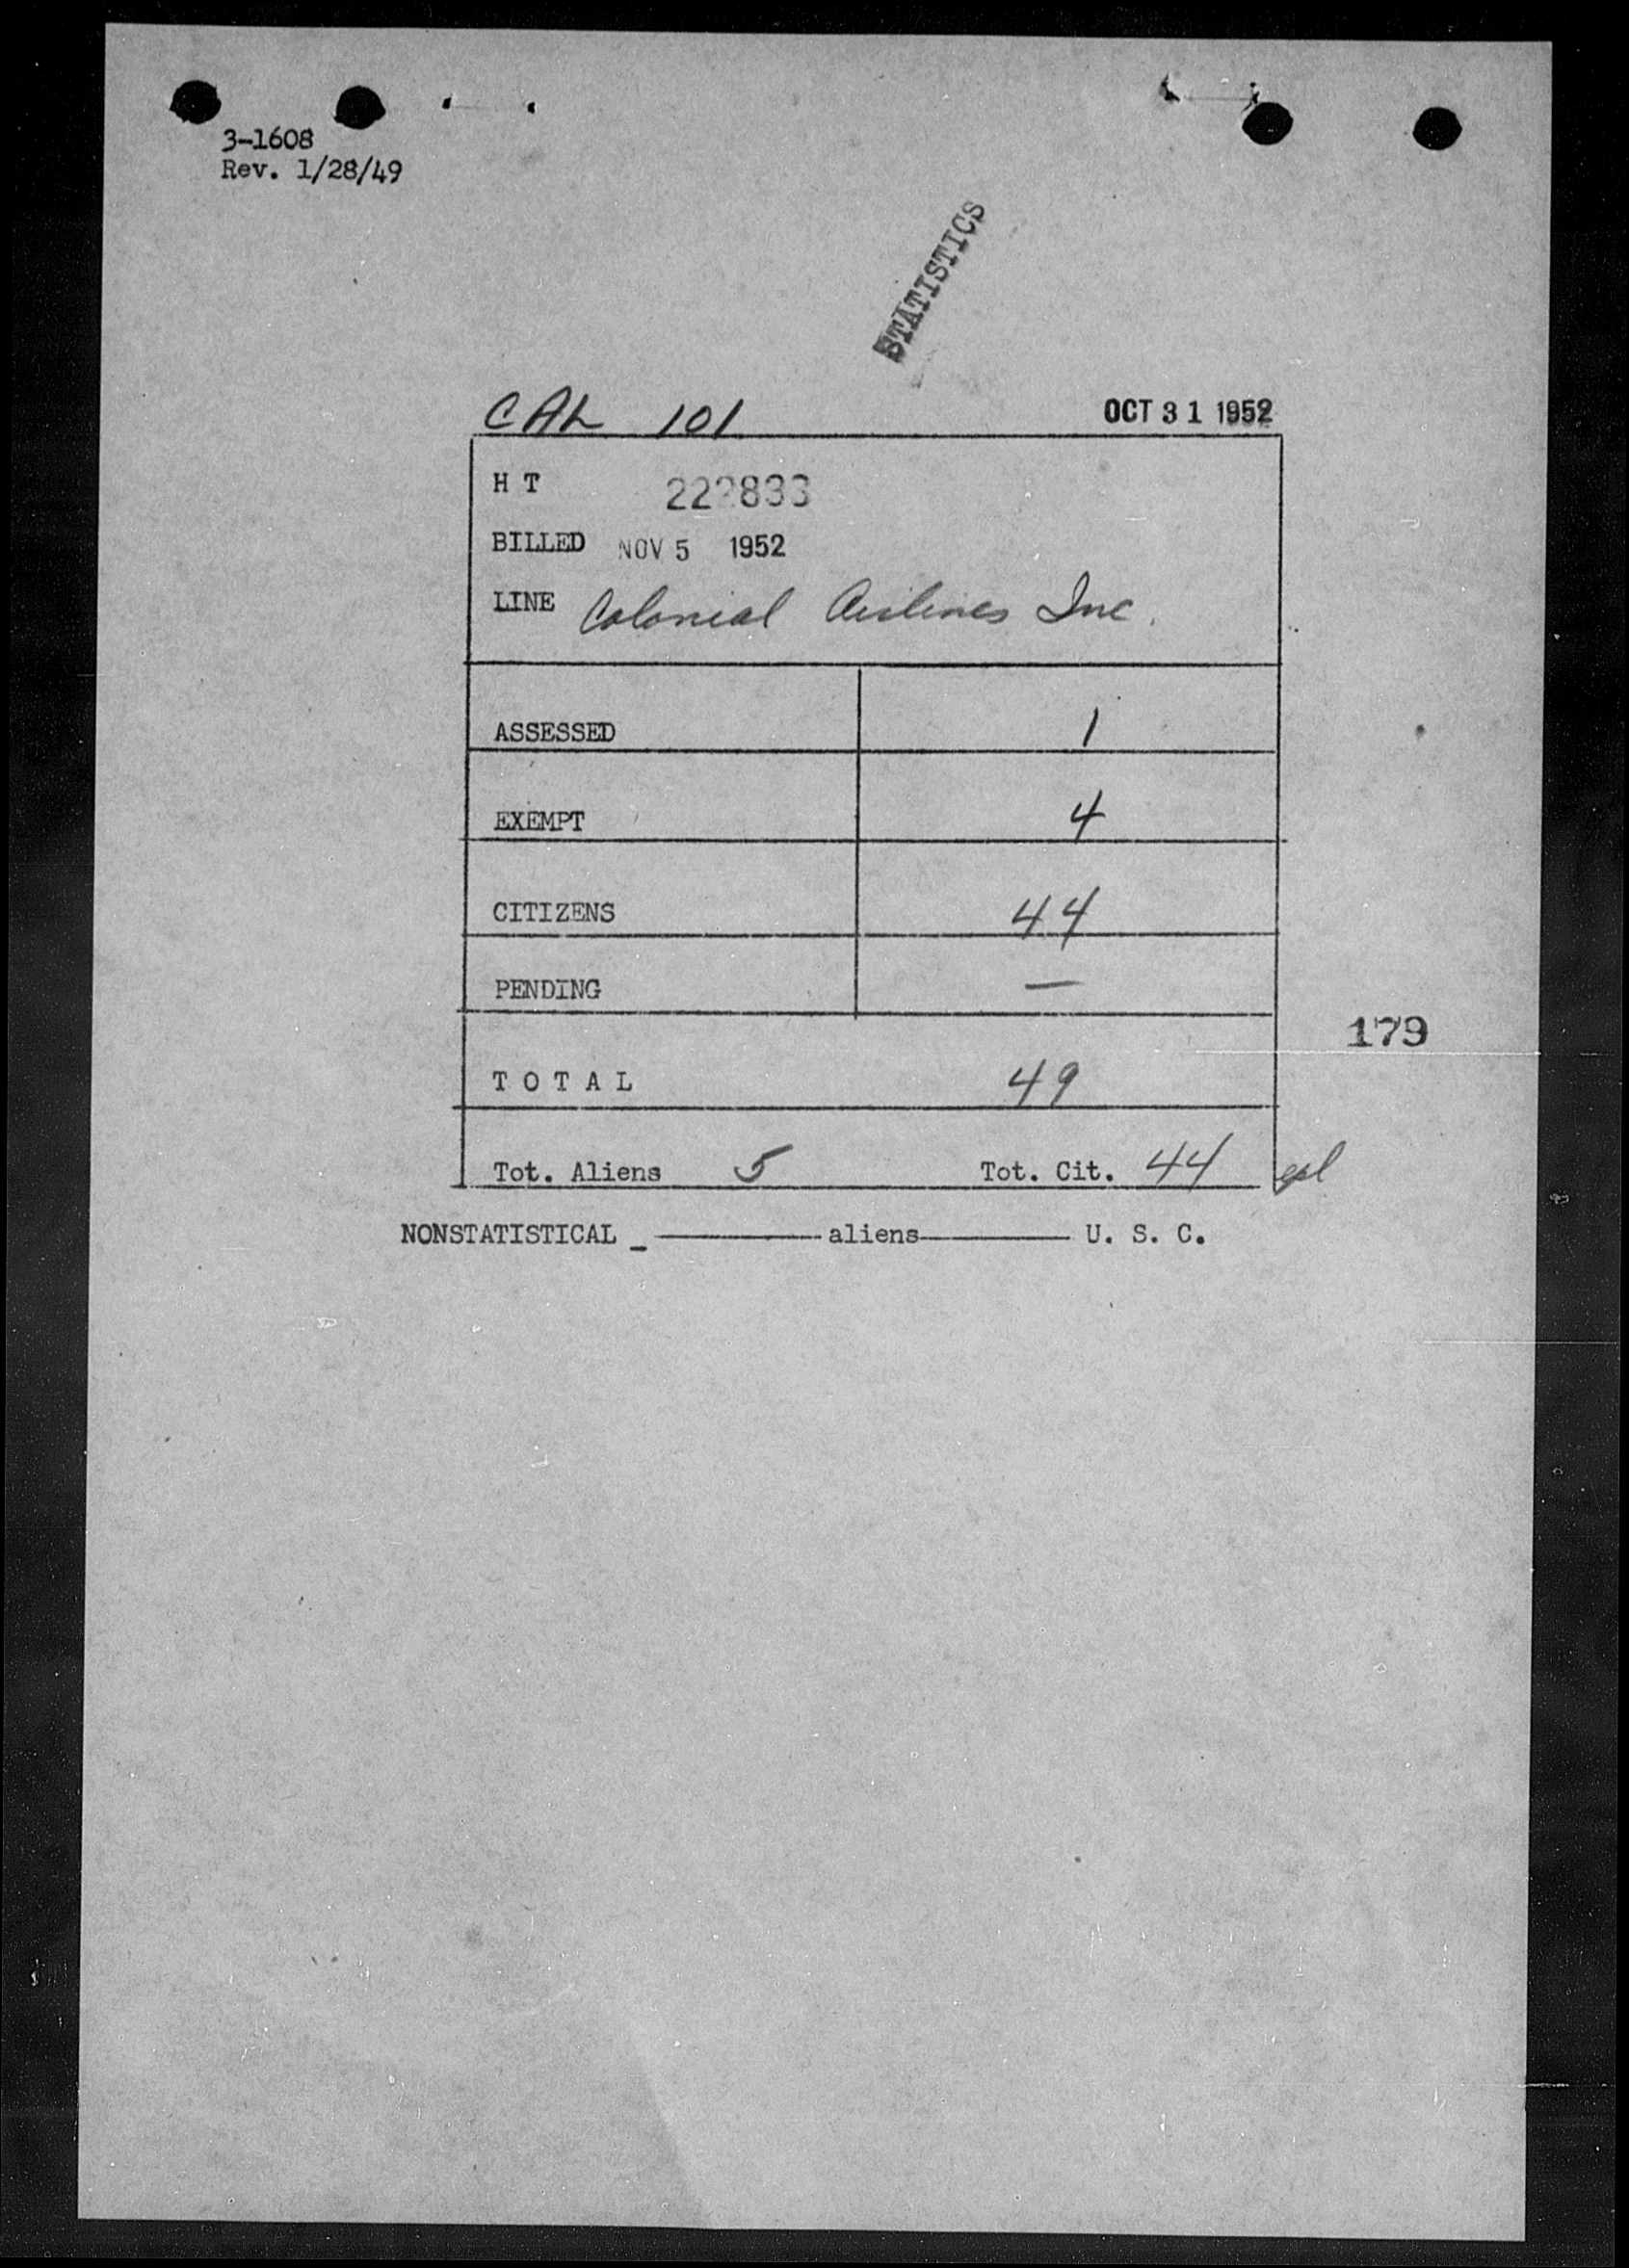 3-1608
Rev. 1/28/49
STATISTICS
CAL 101 OCT 31 1952
H T 222833
BILLED NOV 5 1952
LINE Colonial Airlines Inc.
ASSESSED 1
EXEMPT 4
CITIZENS 44
PENDING —
179
T O T A L 49
Tot. Aliens 5 Tot. Cit. 44
NONSTATISTICAL _ ———— aliens ———— U. S. C.